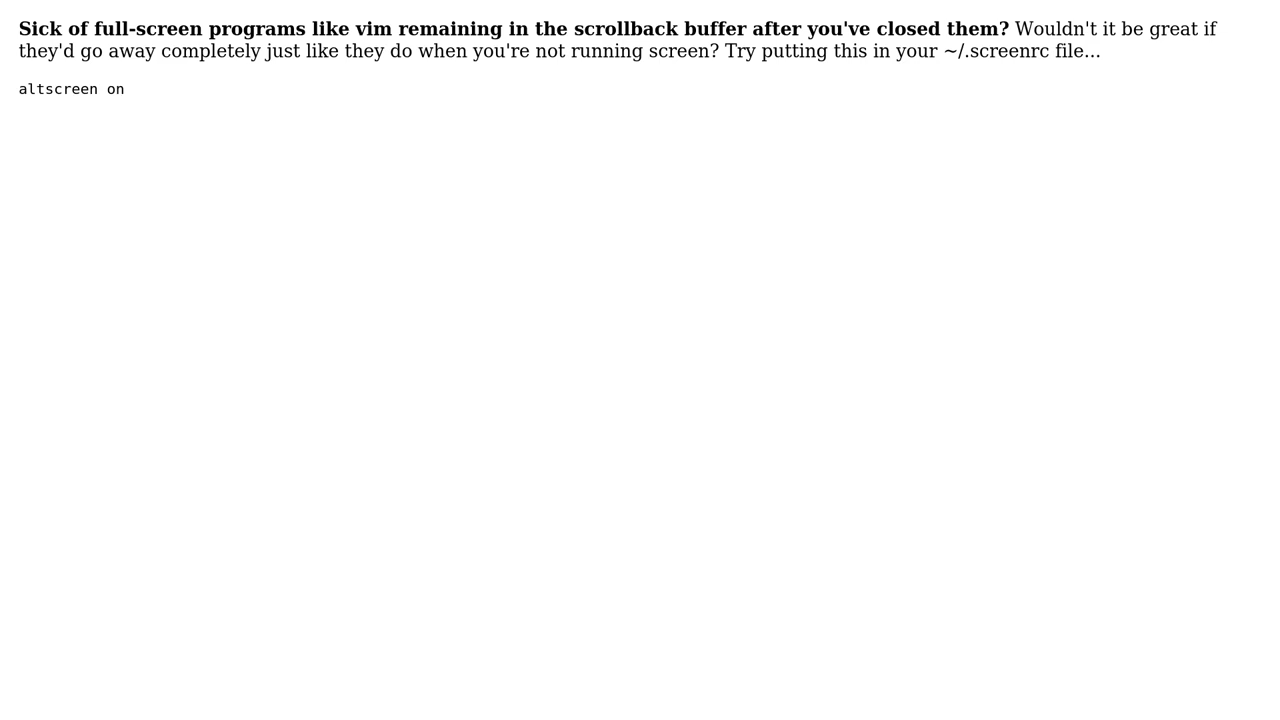 Sick of full-screen programs like vim remaining in the scrollback buffer after you've closed them? Wouldn't it be great if
they'd go away completely just like they do when you're not running screen? Try putting this in your ~/.screenrc file...
altscreen on